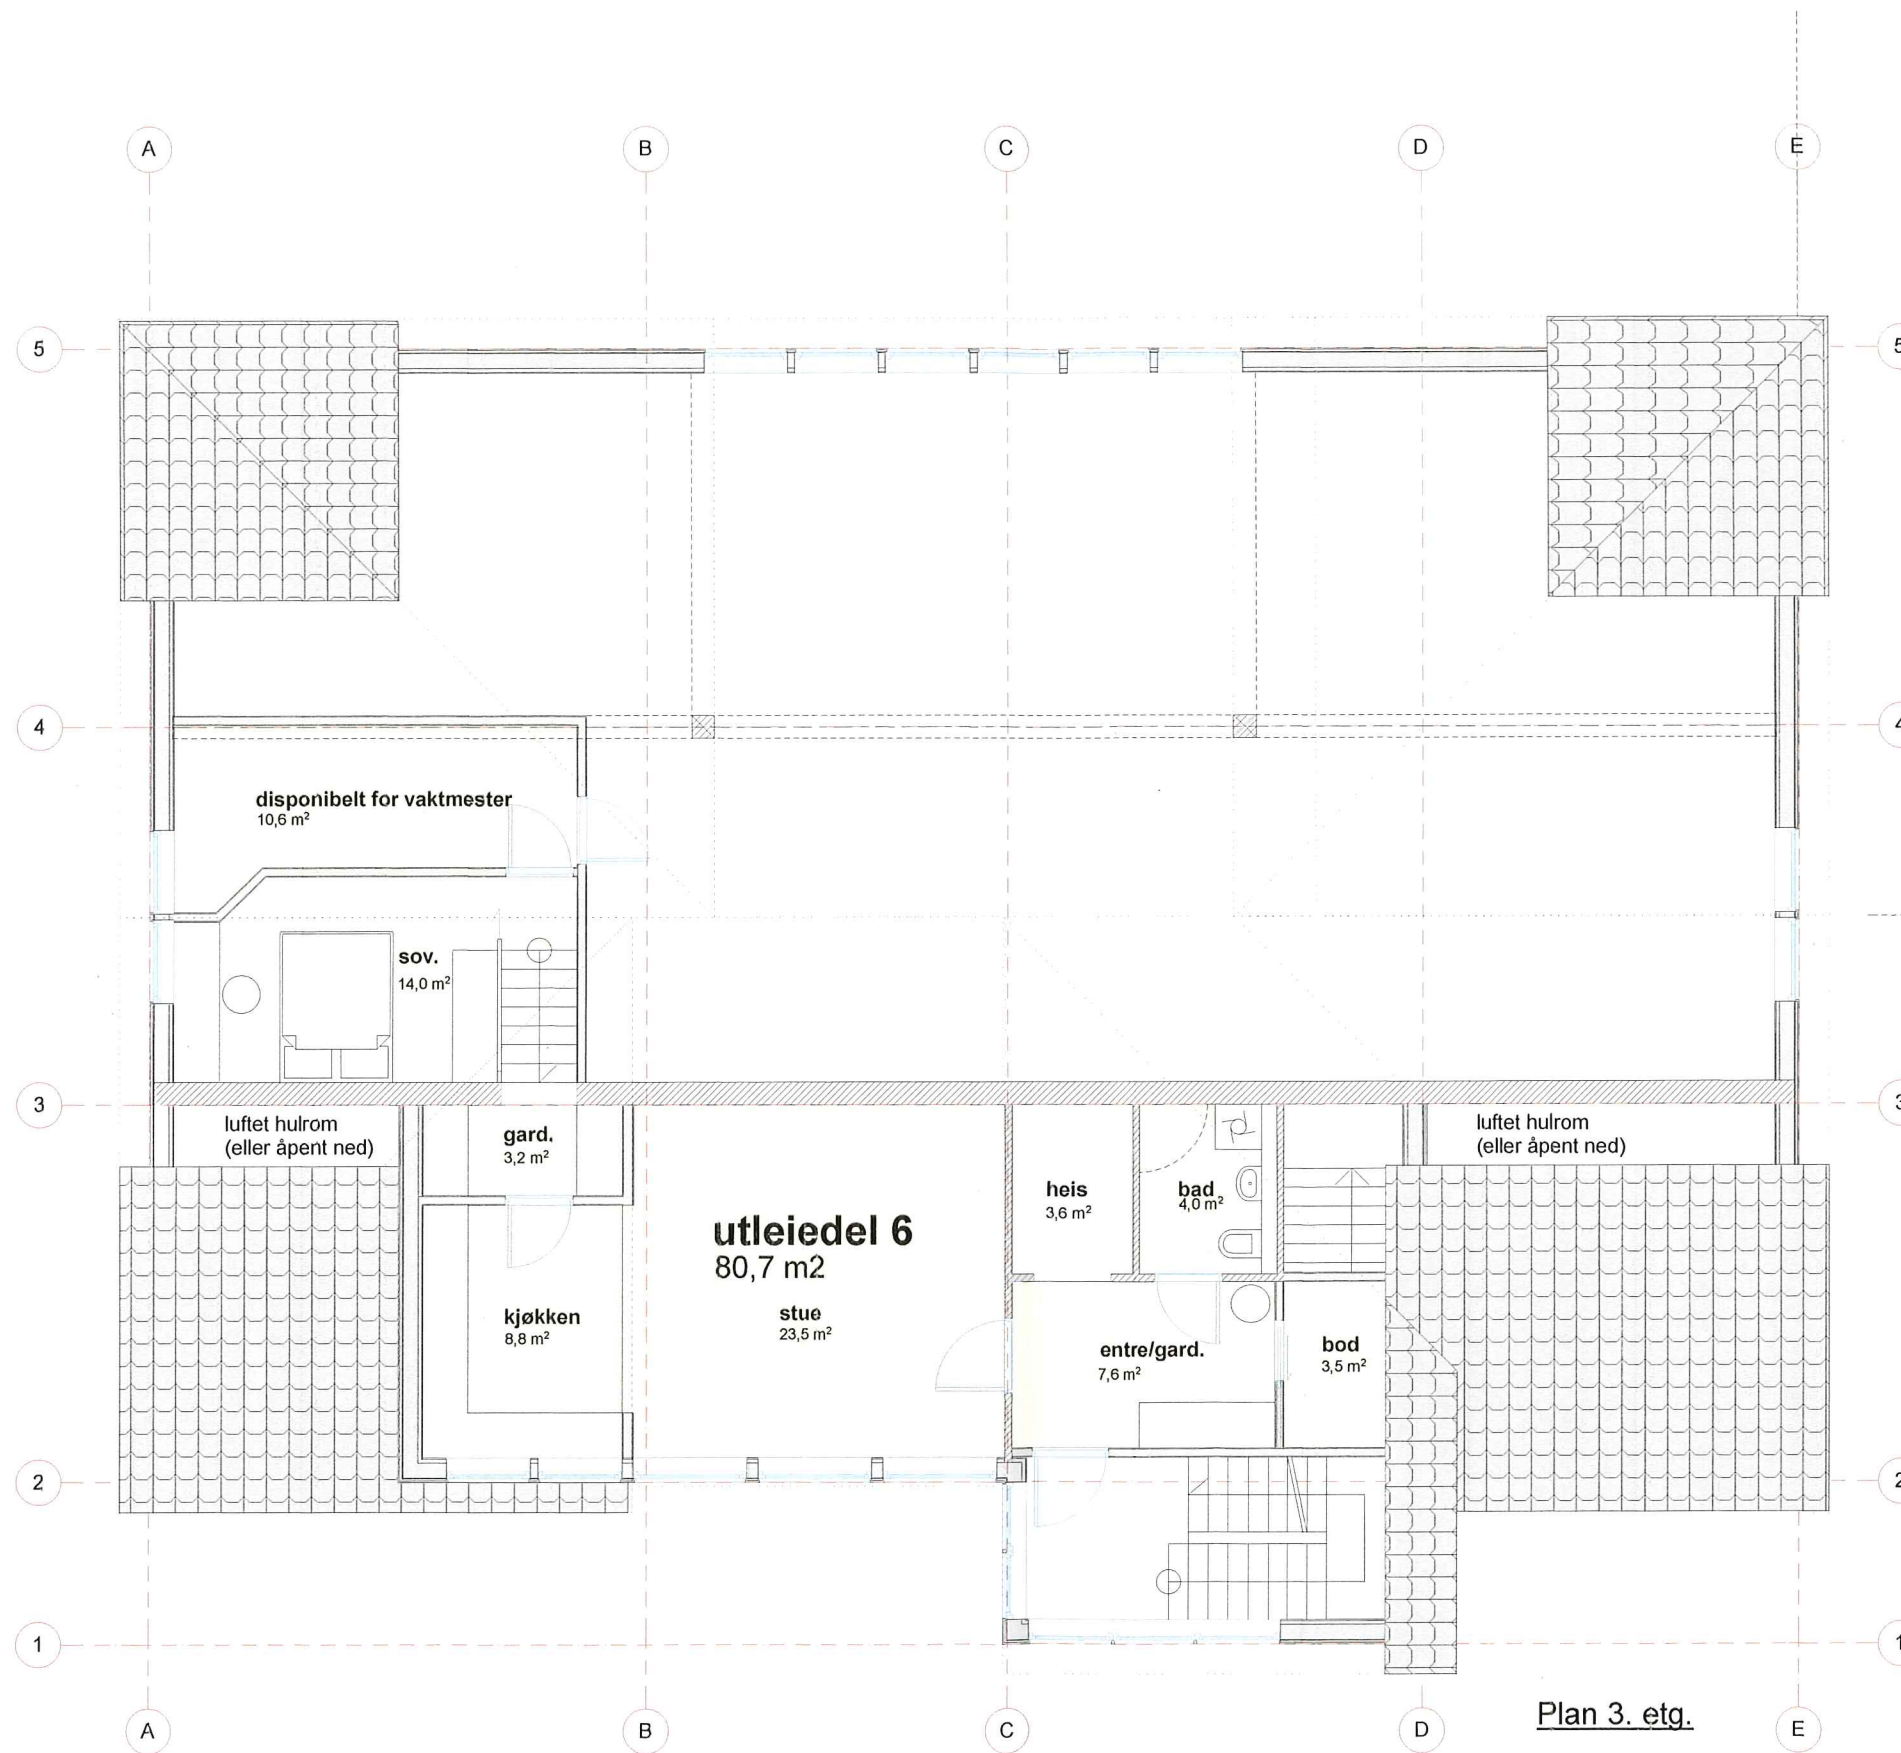 A
B
C
D
E
5
5
4
4
disponibelt for vaktmester
10,6 m²
sov.
14,0 m²
3
3
luftet hulrom
(eller åpent ned)
gard.
3,2 m²
luftet hulrom
(eller åpent ned)
heis
3,6 m²
bad
4,0 m²
utleiedel 6
80,7 m2
stue
23,5 m²
kjøkken
8,8 m²
entre/gard.
7,6 m²
bod
3,5 m²
2
2
1
1
Plan 3. etg.
A
B
C
D
E